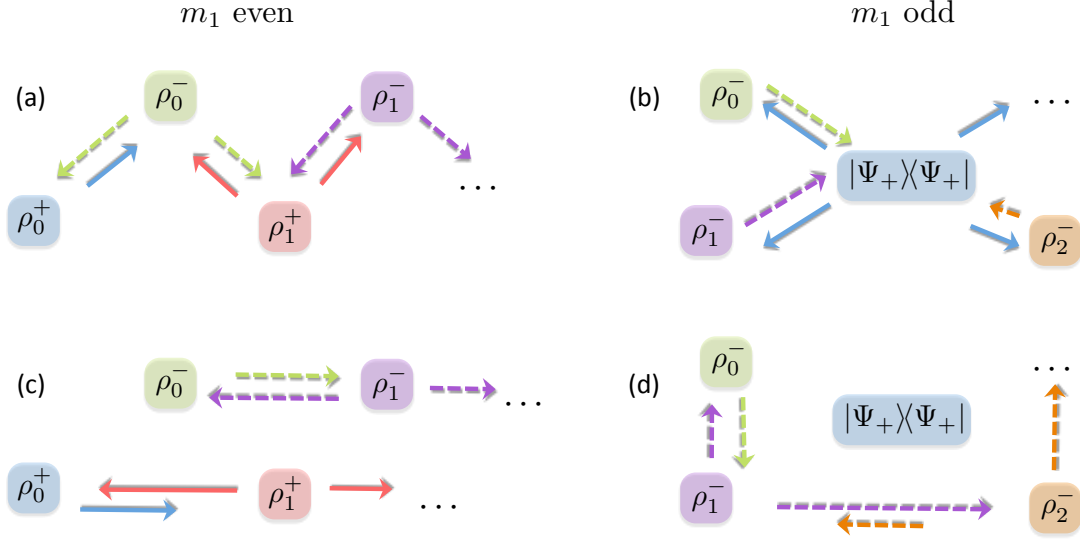 m₁ even
m₁ odd
(a)
ρ₀⁻
ρ₁⁻
ρ₀⁺
ρ₁⁺
...
(b)
ρ₀⁻
...
|Ψ₊⟩⟨Ψ₊|
ρ₁⁻
ρ₂⁻
(c)
ρ₀⁻
ρ₁⁻
...
ρ₀⁺
ρ₁⁺
...
(d)
ρ₀⁻
...
|Ψ₊⟩⟨Ψ₊|
ρ₁⁻
ρ₂⁻